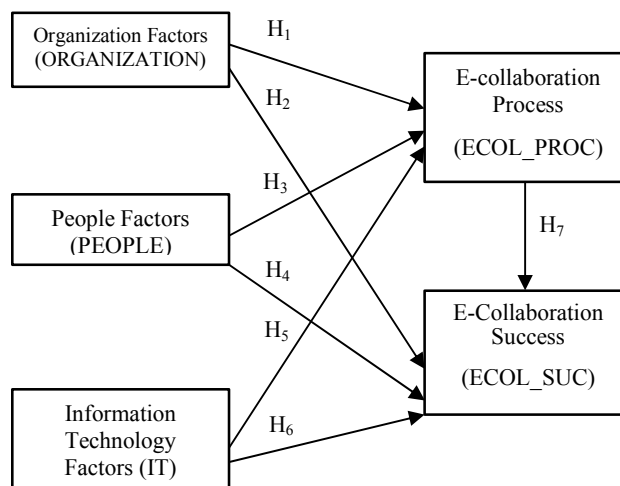 Organization Factors
(ORGANIZATION)
H₁
E-collaboration
Process
(ECOL_PROC)
H₂
H₃
People Factors
(PEOPLE)
H₇
H₄
E-Collaboration
Success
(ECOL_SUC)
H₅
Information
Technology
Factors (IT)
H₆